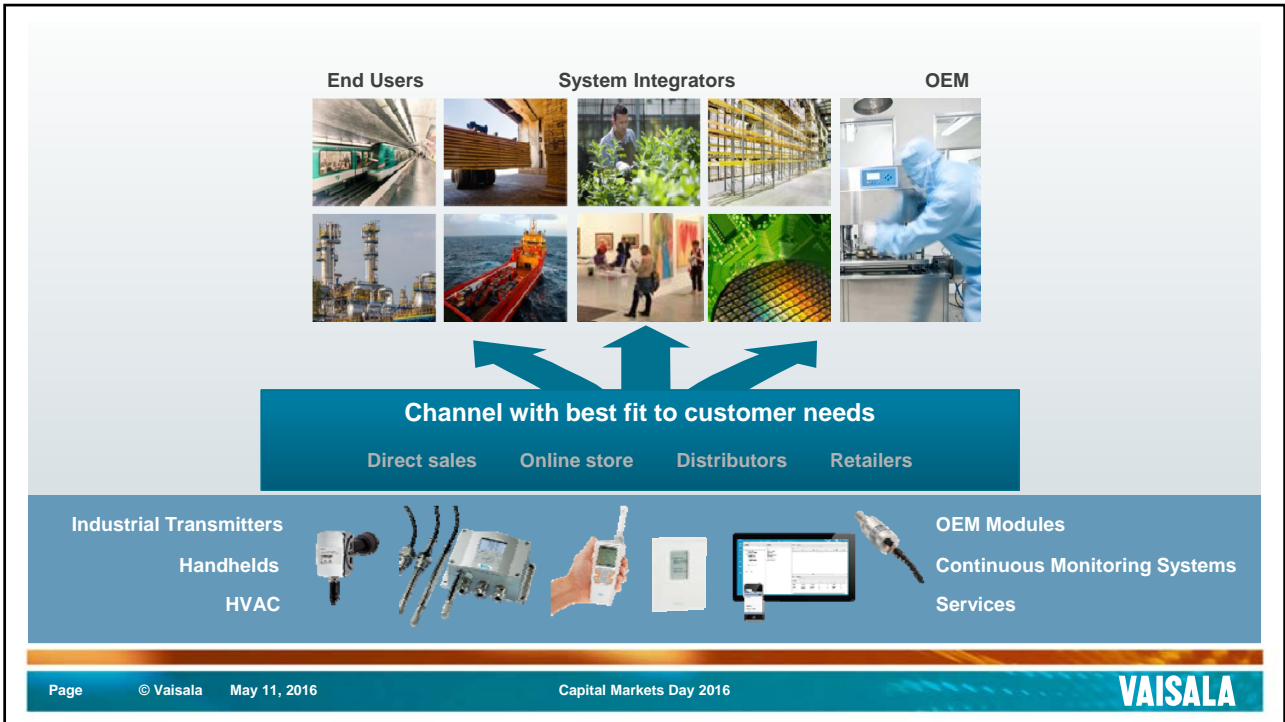 End Users System Integrators OEM
Channel with best fit to customer needs
Direct sales Online store Distributors Retailers
Industrial Transmitters
Handhelds
HVAC
OEM Modules
Continuous Monitoring Systems
Services
Page © Vaisala May 11, 2016 Capital Markets Day 2016 VAISALA